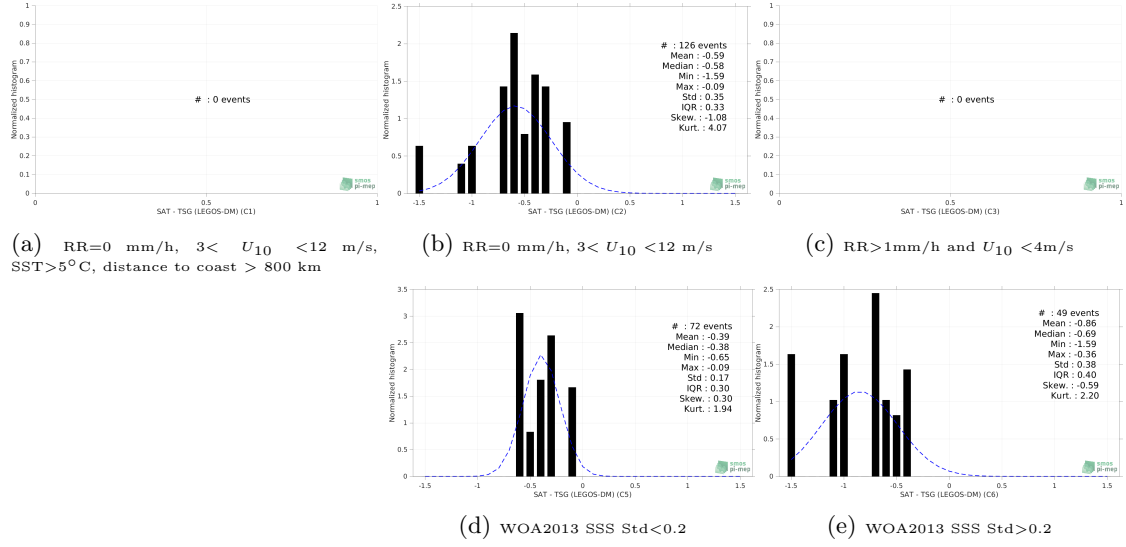 Normalized histogram
1
0.9
0.8
0.7
0.6
0.5
0.4
0.3
0.2
0.1
0
# : 0 events
smos
pi-mep
0 0.5 1
SAT - TSG (LEGOS-DM) (C1)
(a) RR=0 mm/h, 3< U10 <12 m/s,
SST>5°C, distance to coast > 800 km
Normalized histogram
2.5
2
1.5
1
0.5
0
# : 126 events
Mean : -0.59
Median : -0.58
Min : -1.59
Max : -0.09
Std : 0.35
IQR : 0.33
Skew. : -1.08
Kurt. : 4.07
smos
pi-mep
-1.5 -1 -0.5 0 0.5 1 1.5
SAT - TSG (LEGOS-DM) (C2)
(b) RR=0 mm/h, 3< U10 <12 m/s
Normalized histogram
1
0.9
0.8
0.7
0.6
0.5
0.4
0.3
0.2
0.1
0
# : 0 events
smos
pi-mep
0 0.5 1
SAT - TSG (LEGOS-DM) (C3)
(c) RR>1mm/h and U10 <4m/s
Normalized histogram
3.5
3
2.5
2
1.5
1
0.5
0
# : 72 events
Mean : -0.39
Median : -0.38
Min : -0.65
Max : -0.09
Std : 0.17
IQR : 0.30
Skew. : 0.30
Kurt. : 1.94
smos
pi-mep
-1.5 -1 -0.5 0 0.5 1 1.5
SAT - TSG (LEGOS-DM) (C5)
(d) WOA2013 SSS Std<0.2
Normalized histogram
2.5
2
1.5
1
0.5
0
# : 49 events
Mean : -0.86
Median : -0.69
Min : -1.59
Max : -0.36
Std : 0.38
IQR : 0.40
Skew. : -0.59
Kurt. : 2.20
smos
pi-mep
-1.5 -1 -0.5 0 0.5 1 1.5
SAT - TSG (LEGOS-DM) (C6)
(e) WOA2013 SSS Std>0.2